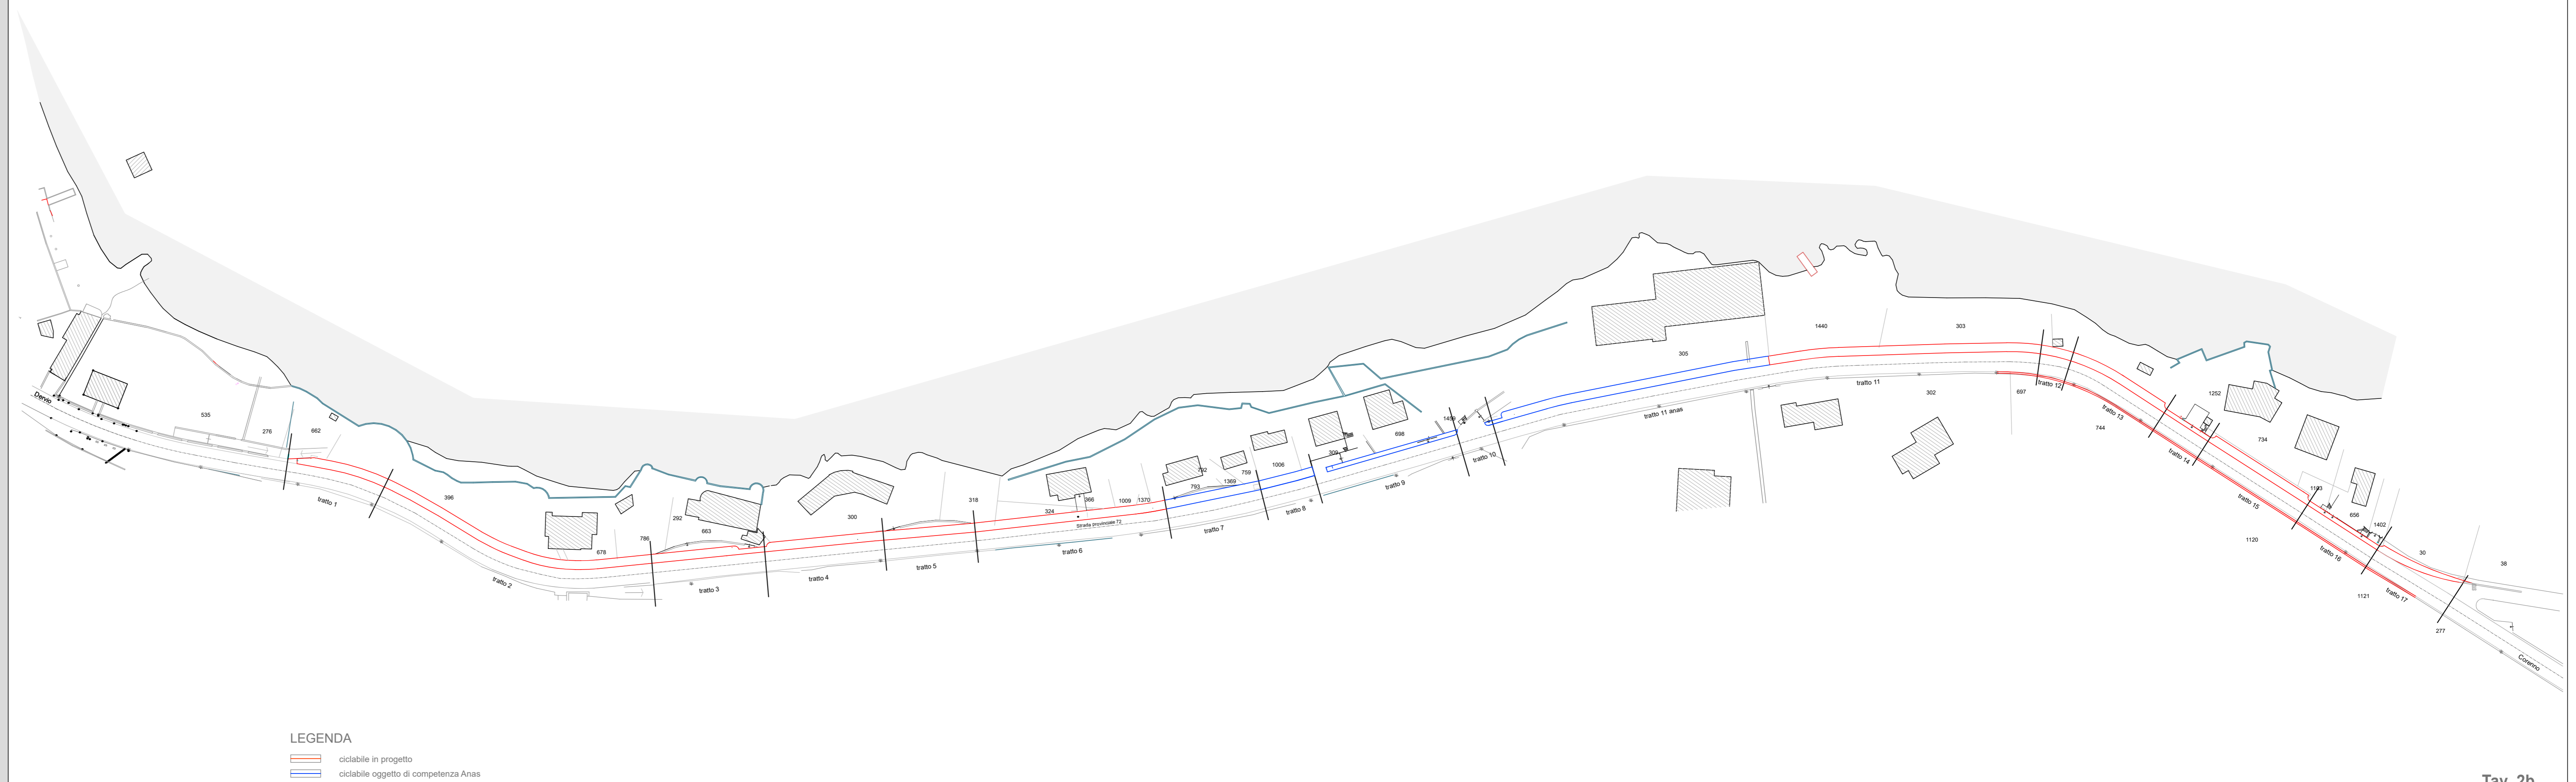 Dervio
535
276
662
tratto 1
396
tratto 2
678
786
292
663
tratto 3
300
tratto 4
tratto 5
318
324
366
1009
1370
Strada provinciale 72
tratto 6
793
759
1369
tratto 7
1006
tratto 8
309
698
tratto 9
tratto 10
305
tratto 11 anas
1440
303
tratto 11
302
697
tratto 12
tratto 13
744
1252
734
tratto 14
tratto 15
1120
656
1402
tratto 16
tratto 17
1121
30
38
277
Corenno
LEGENDA
ciclabile in progetto
ciclabile oggetto di competenza Anas
Tav. 2b